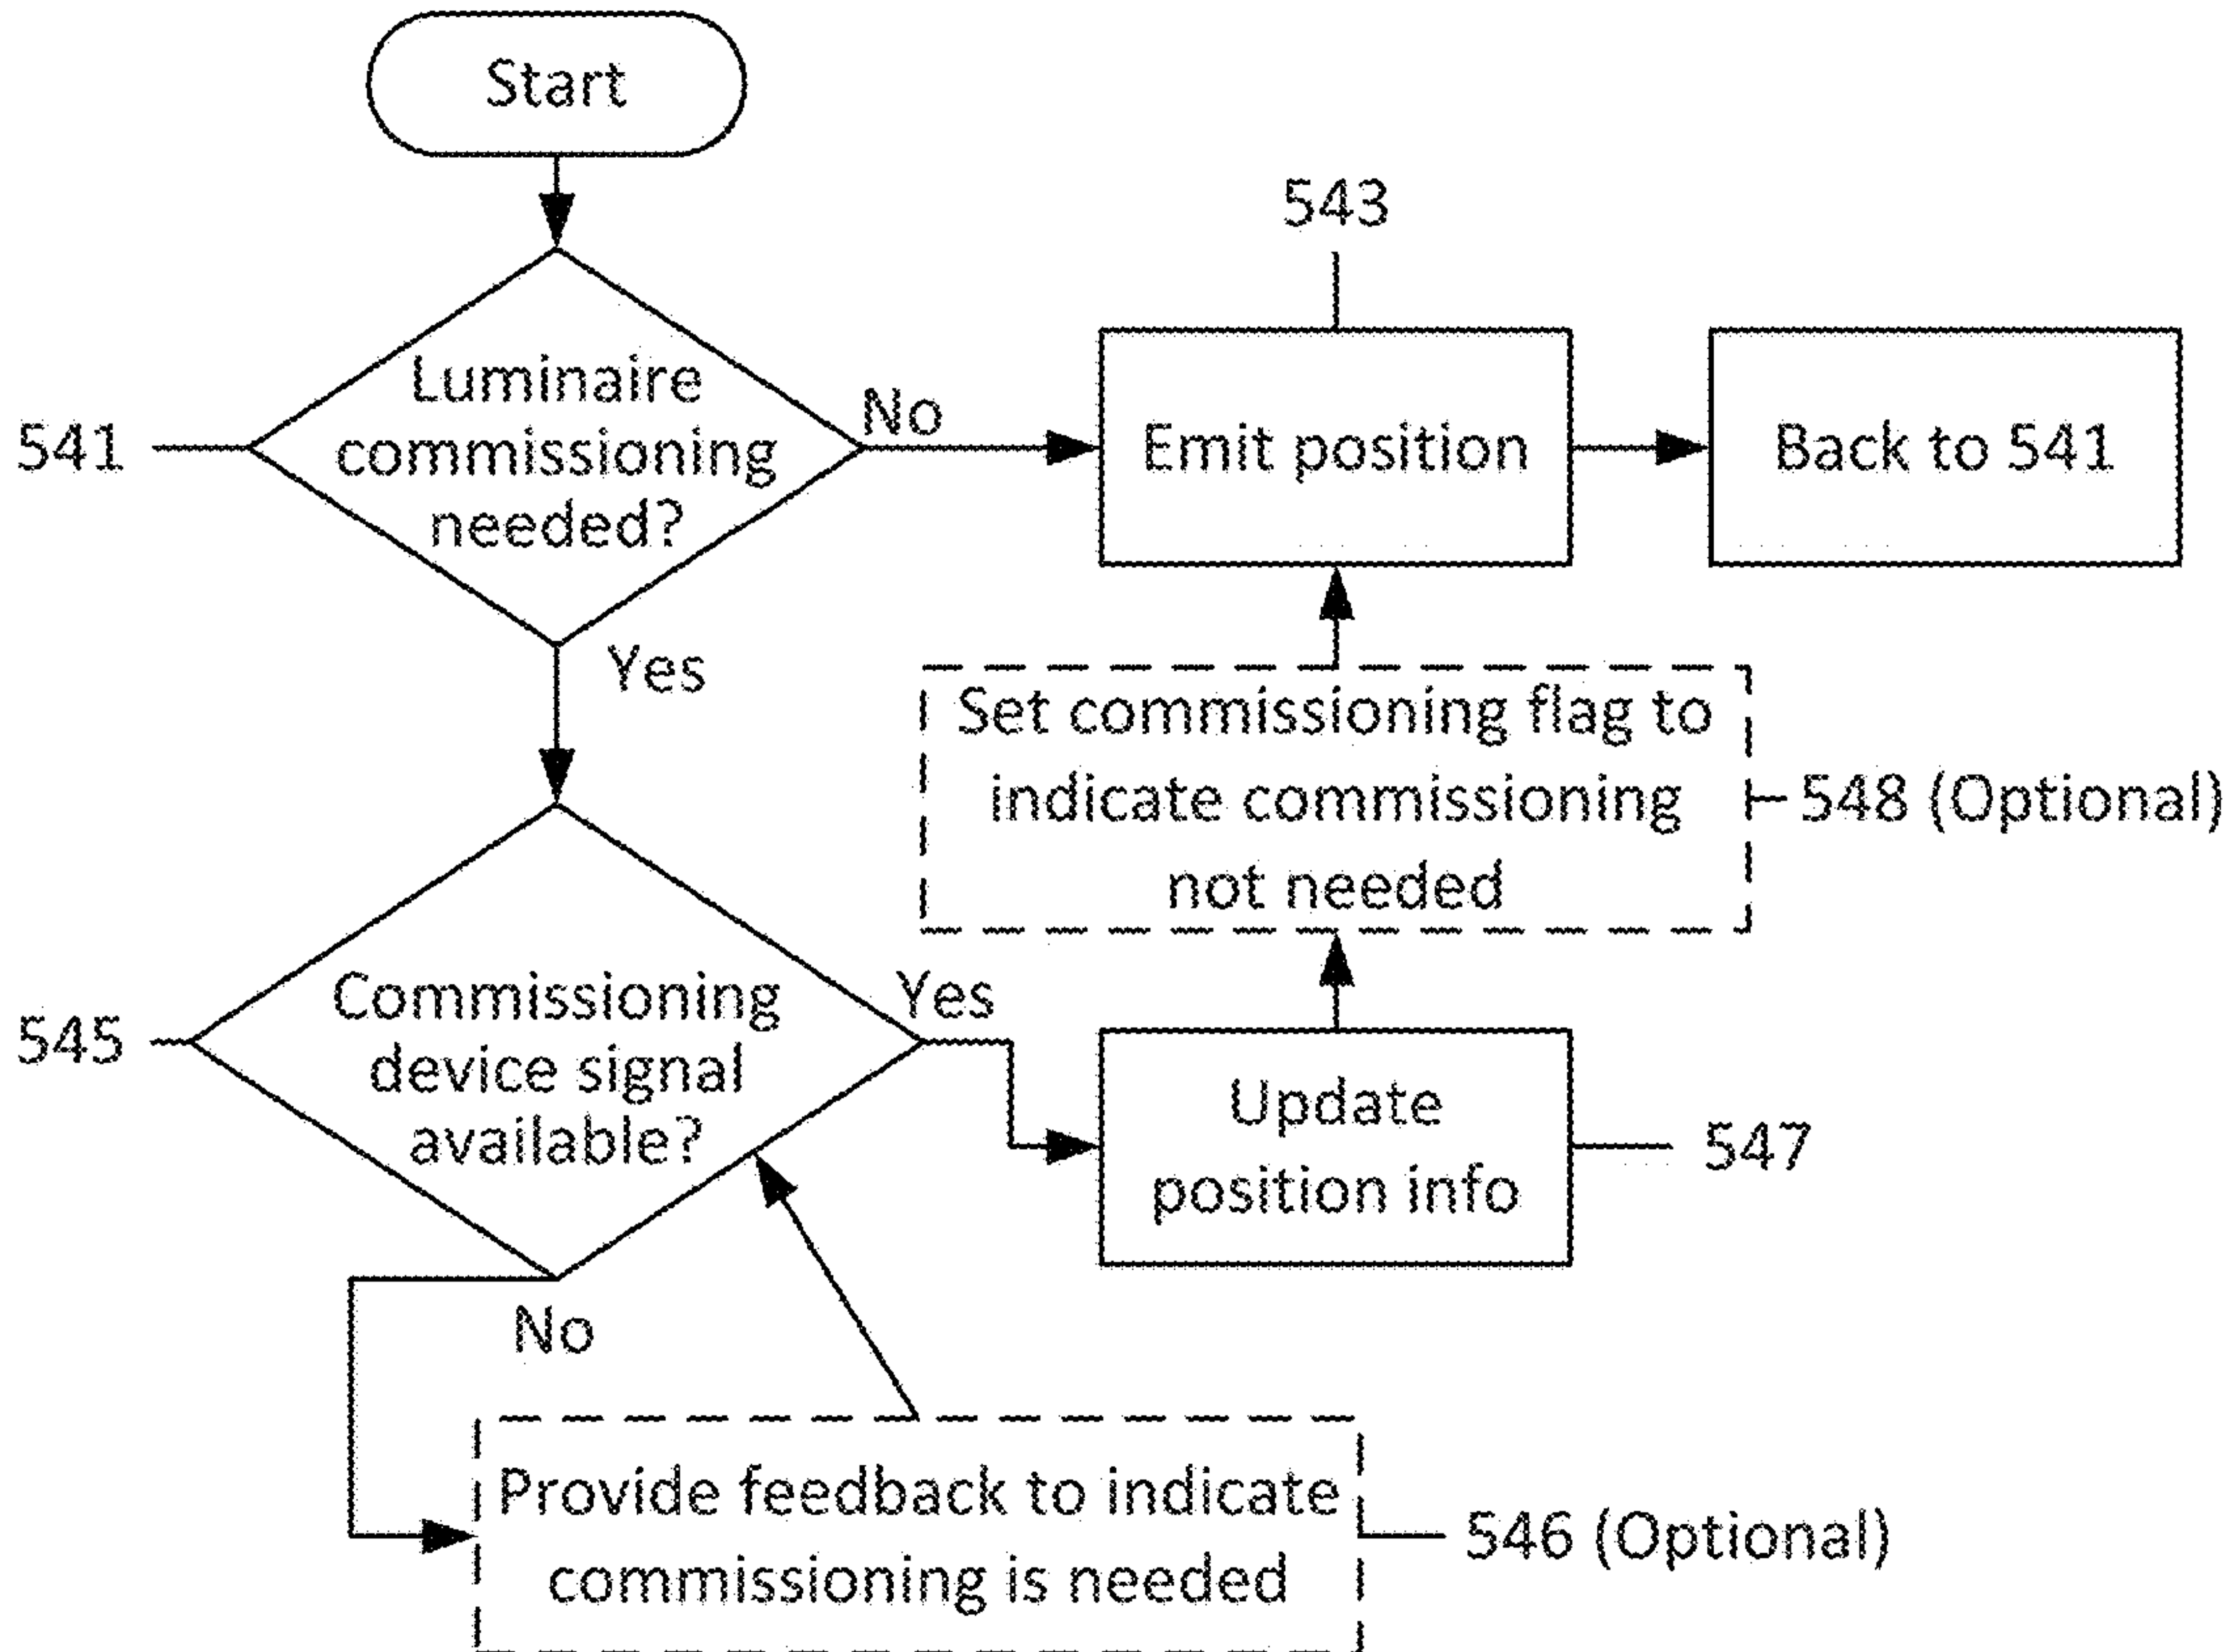 Start
543
Luminaire
commissioning
needed?
541
No
Emit position
Back to 541
Yes
Set commissioning flag to
indicate commissioning
not needed
548 (Optional)
Commissioning
device signal
available?
545
Yes
Update
position info
547
No
Provide feedback to indicate
commissioning is needed
546 (Optional)